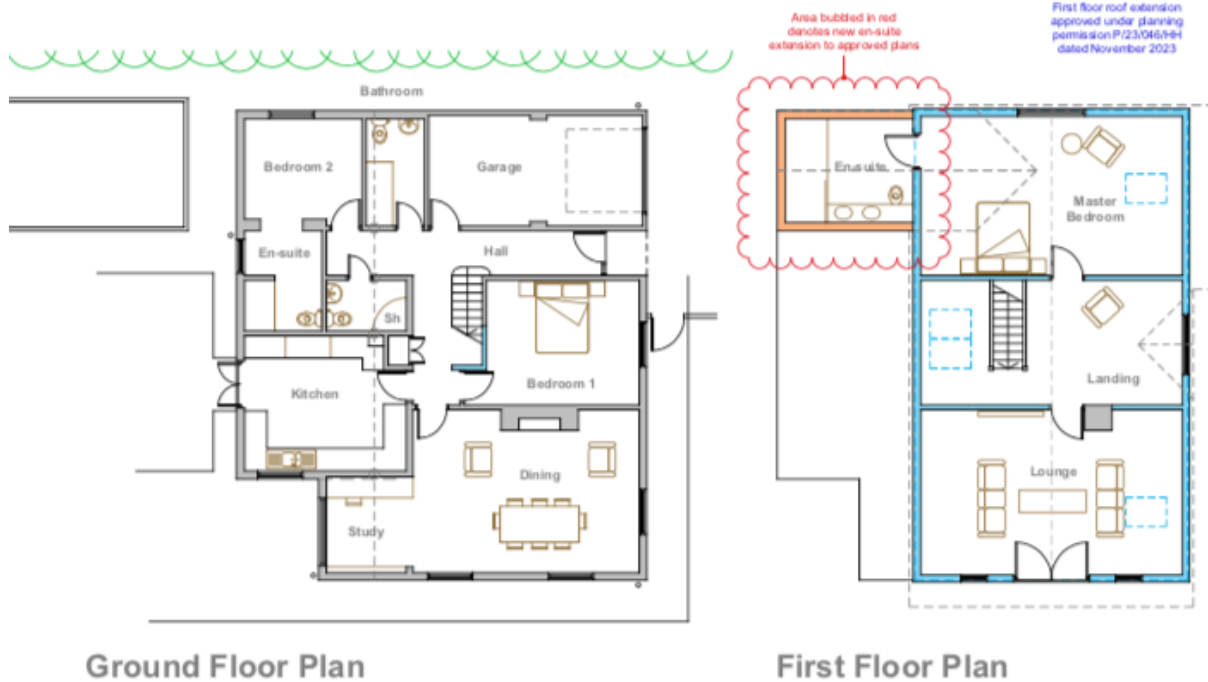 Area bubbled in red
denotes new en-suite
extension to approved plans
First floor roof extension
approved under planning
permission P/23/046/HH
dated November 2023
Bathroom
Bedroom 2
Garage
En-suite
Hall
Sh
Kitchen
Bedroom 1
Dining
Study
En-suite
Master
Bedroom
Landing
Lounge
Ground Floor Plan
First Floor Plan